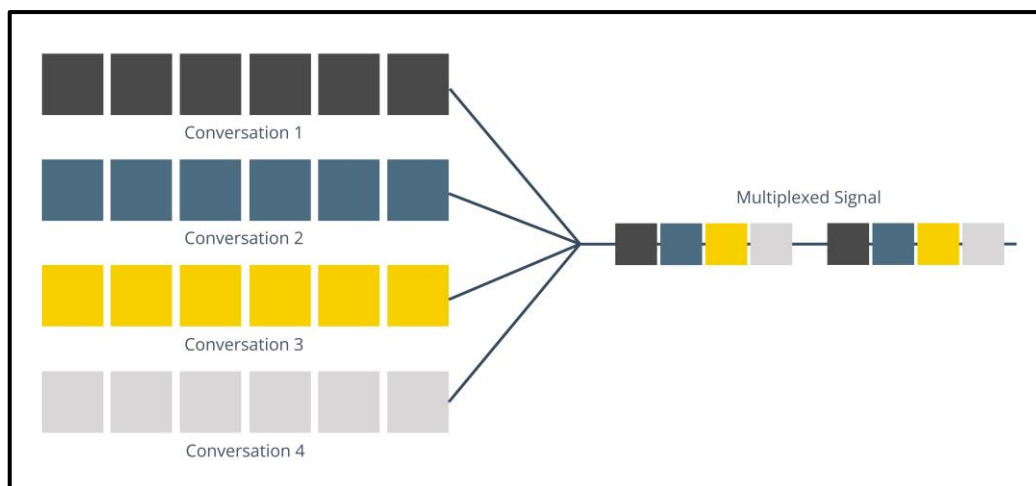 Conversation 1
Conversation 2
Conversation 3
Conversation 4
Multiplexed Signal